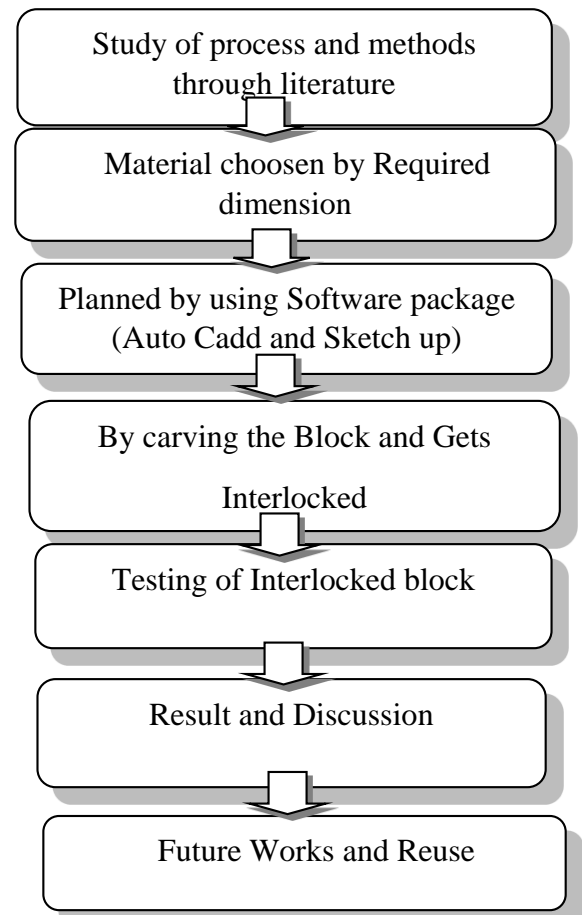 Study of process and methods
through literature
Material choosen by Required
dimension
Planned by using Software package
(Auto Cadd and Sketch up)
By carving the Block and Gets
Interlocked
Testing of Interlocked block
Result and Discussion
Future Works and Reuse